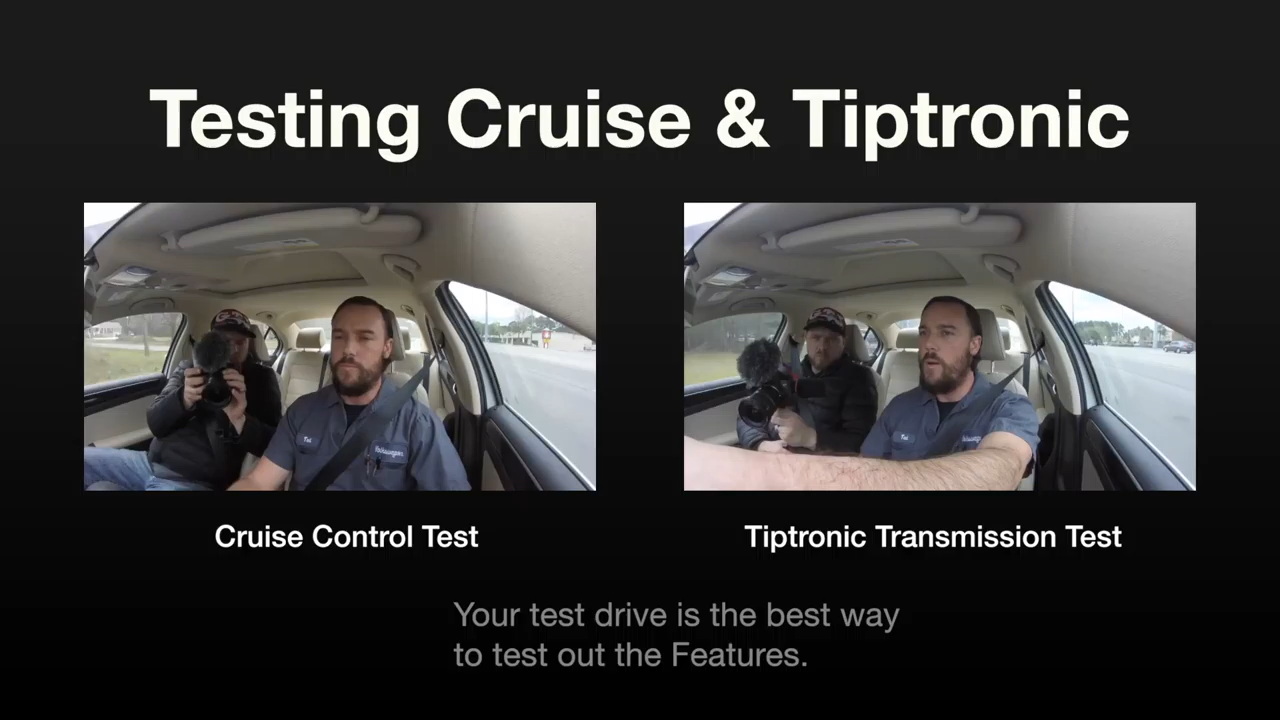 Testing Cruise & Tiptronic
Cruise Control Test
Tiptronic Transmission Test
Your test drive is the best way
to test out the Features.